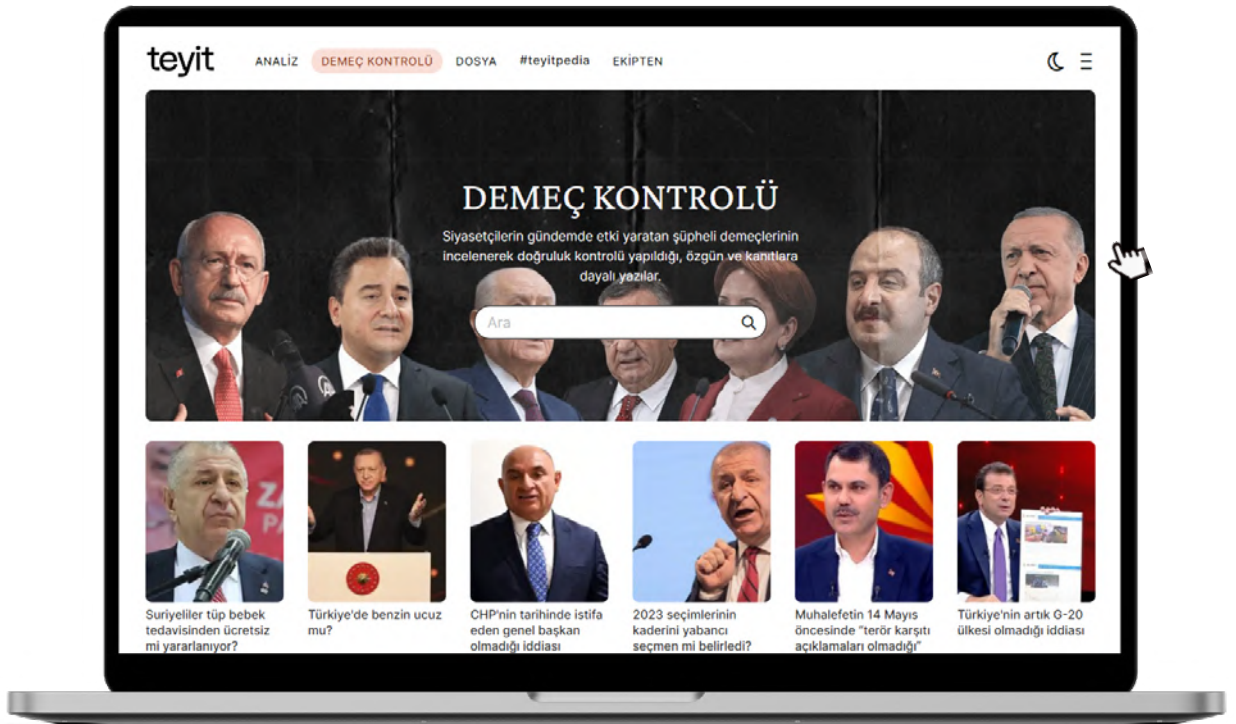 teyit
ANALİZ DEMEÇ KONTROLÜ DOSYA #teyitpedia EKİPTEN
DEMEÇ KONTROLÜ
Siyasetçilerin gündemde etki yaratan şüpheli demeçlerinin
incelenerek doğruluk kontrolü yapıldığı, özgün ve kanıtlara
dayalı yazılar.
Ara
AA
ZA
PA
Suriyeliler tüp bebek
tedavisinden ücretsiz
mi yararlanıyor?
Türkiye'de benzin ucuz
mu?
CHP'nin tarihinde istifa
eden genel başkan
olmadığı iddiası
2023 seçimlerinin
kaderini yabancı
seçmen mi belirledi?
Muhalefetin 14 Mayıs
öncesinde "terör karşıtı
açıklamaları olmadığı"
Türkiye'nin artık G-20
ülkesi olmadığı iddiası